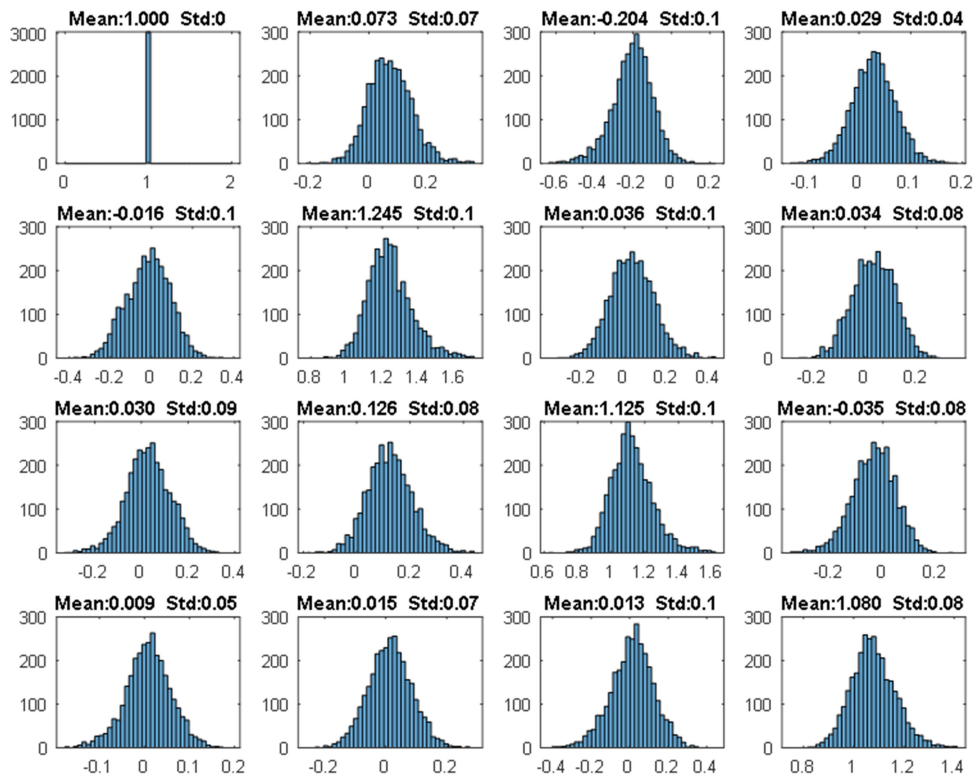 Mean:1.000 Std:0 Mean:0.073 Std:0.07 Mean:-0.204 Std:0.1 Mean:0.029 Std:0.04
3000 300 300 300
2000 200 200 200
1000 100 100 100
0 0 0 0
0 1 2 -0.2 0 0.2 -0.6 -0.4 -0.2 0 0.2 -0.1 0 0.1 0.2
Mean:-0.016 Std:0.1 Mean:1.245 Std:0.1 Mean:0.036 Std:0.1 Mean:0.034 Std:0.08
300 300 300 300
200 200 200 200
100 100 100 100
0 0 0 0
-0.4 -0.2 0 0.2 0.4 0.8 1 1.2 1.4 1.6 -0.2 0 0.2 0.4 -0.2 0 0.2
Mean:0.030 Std:0.09 Mean:0.126 Std:0.08 Mean:1.125 Std:0.1 Mean:-0.035 Std:0.08
300 300 300 300
200 200 200 200
100 100 100 100
0 0 0 0
-0.2 0 0.2 0.4 -0.2 0 0.2 0.4 0.6 0.8 1 1.2 1.4 1.6 -0.2 0 0.2
Mean:0.009 Std:0.05 Mean:0.015 Std:0.07 Mean:0.013 Std:0.1 Mean:1.080 Std:0.08
300 300 300 300
200 200 200 200
100 100 100 100
0 0 0 0
-0.1 0 0.1 0.2 -0.2 0 0.2 -0.4 -0.2 0 0.2 0.4 0.8 1 1.2 1.4